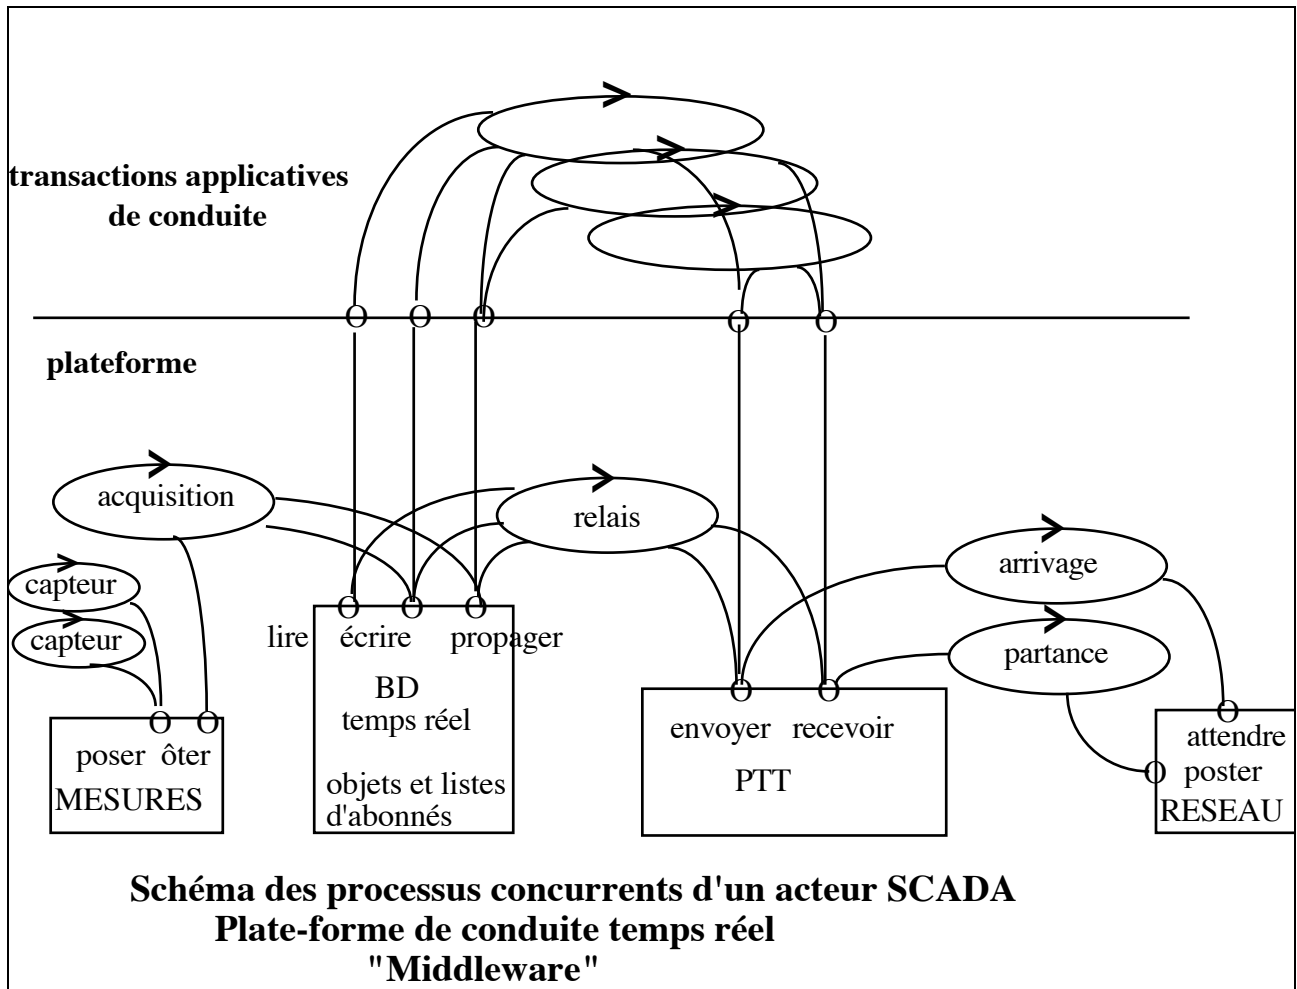 transactions applicatives
de conduite
plateforme
acquisition
relais
capteur
arrivage
capteur
partance
lire écrire propager
BD
temps réel
objets et listes
d'abonnés
poser ôter
MESURES
envoyer recevoir
PTT
attendre
poster
RESEAU
Schéma des processus concurrents d'un acteur SCADA
Plate-forme de conduite temps réel
"Middleware"